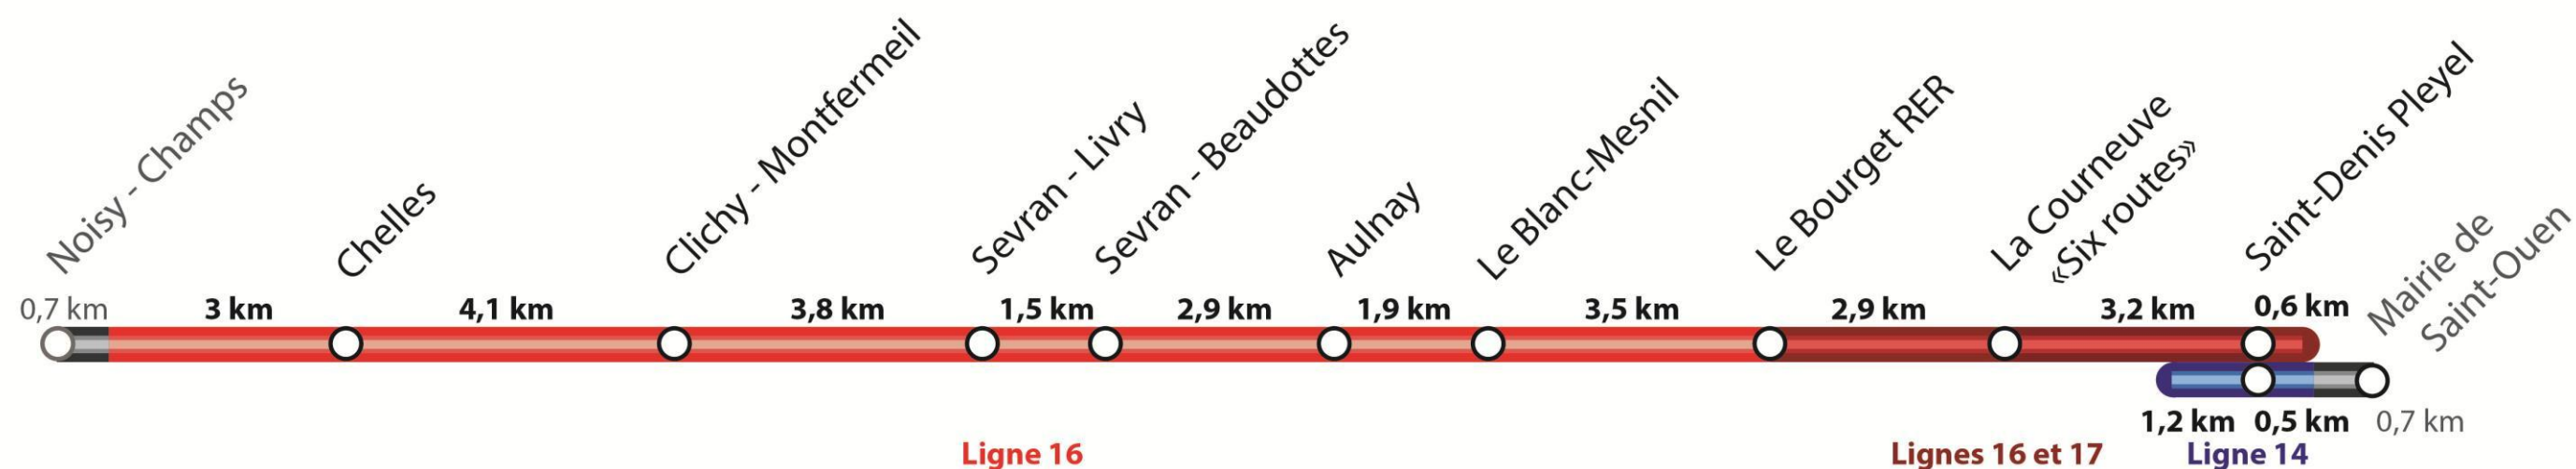 Noisy - Champs
Chelles
Clichy - Montfermeil
Sevran - Livry
Sevran - Beaudottes
Aulnay
Le Blanc-Mesnil
Le Bourget RER
La Courneuve
«Six routes»
Saint-Denis Pleyel
Mairie de
Saint-Ouen
0,7 km
3 km
4,1 km
3,8 km
1,5 km
2,9 km
1,9 km
3,5 km
2,9 km
3,2 km
0,6 km
1,2 km
0,5 km
0,7 km
Ligne 16
Lignes 16 et 17
Ligne 14